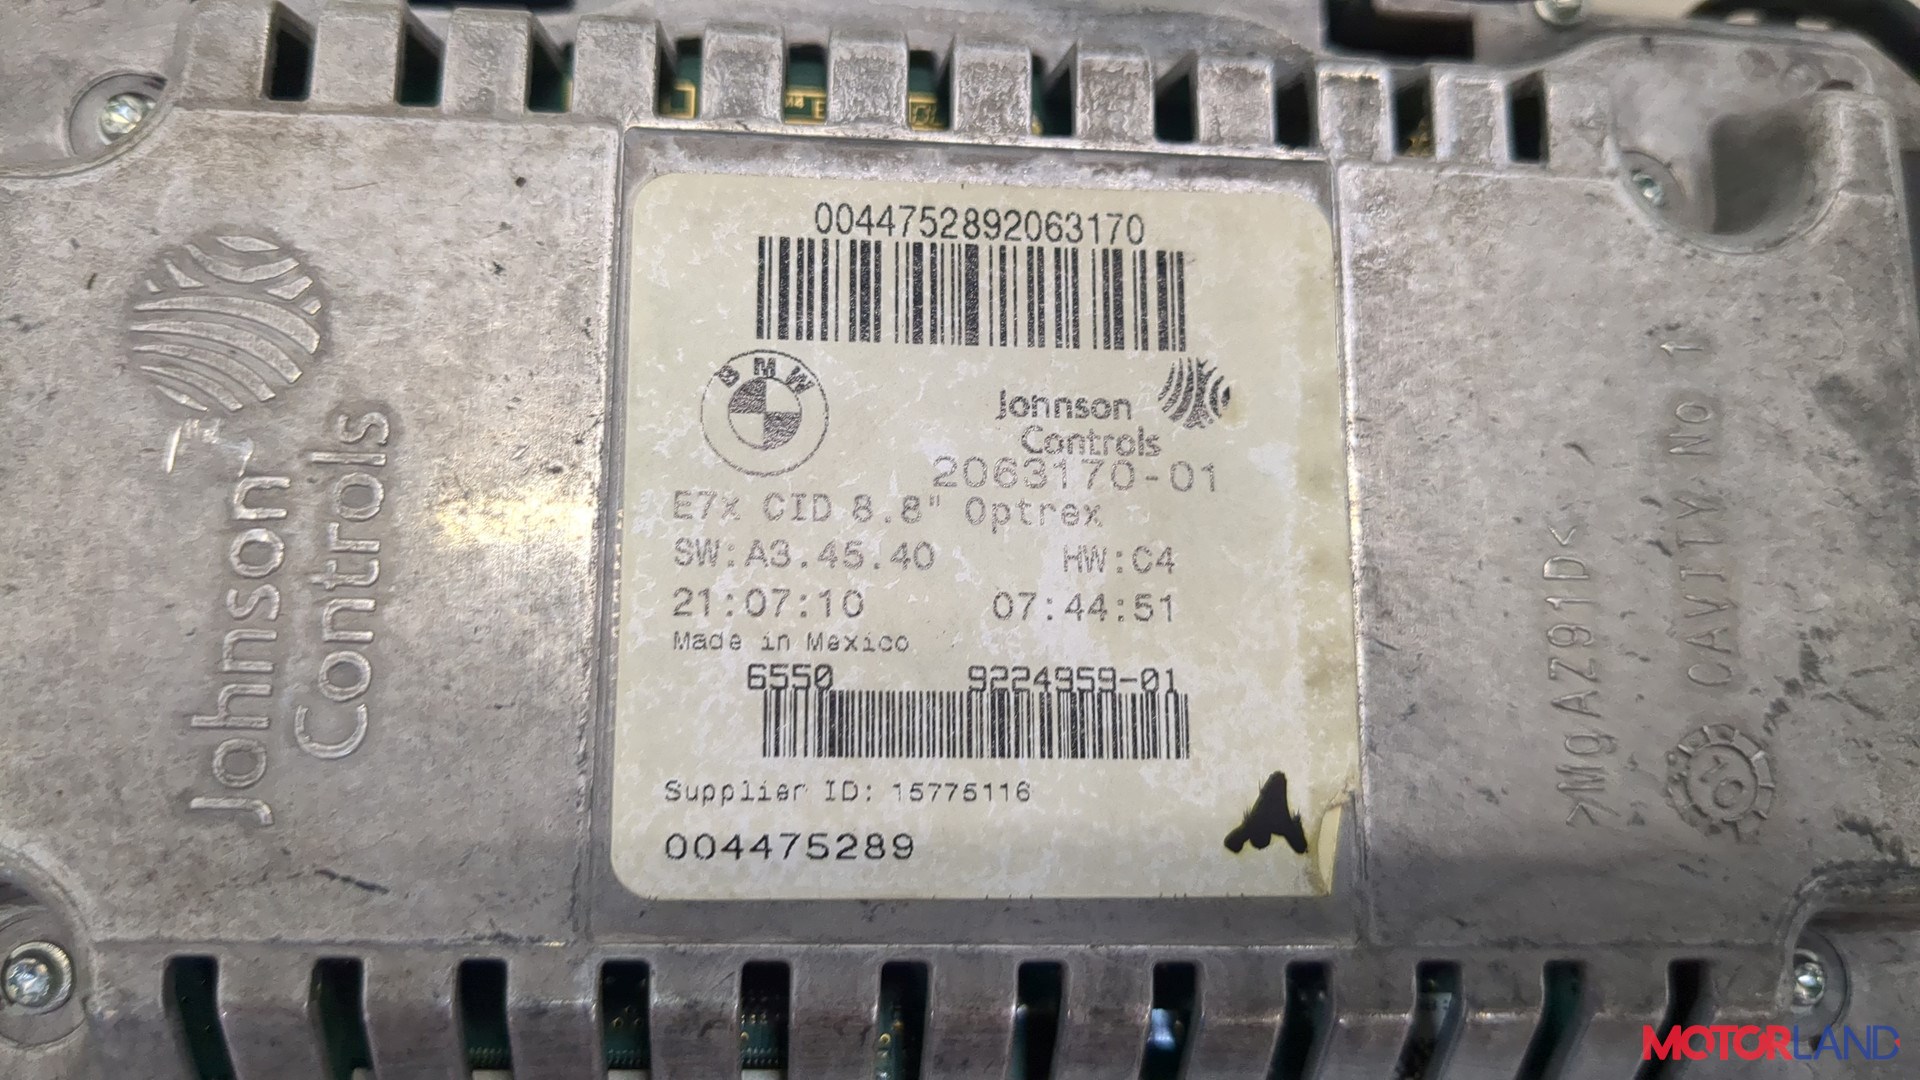 0044752892063170
BMW
Johnson
Controls
2063170-01
E7x CID 8.8" Optrex
SW:A3.45.40 HW:C4
21:07:10 07:44:51
Made in Mexico
6550 9224959-01
Supplier ID: 15775116
004475289
A
Johnson
Controls
>MgAZ91D<
CAVITY No 1
10
MOTORLAND